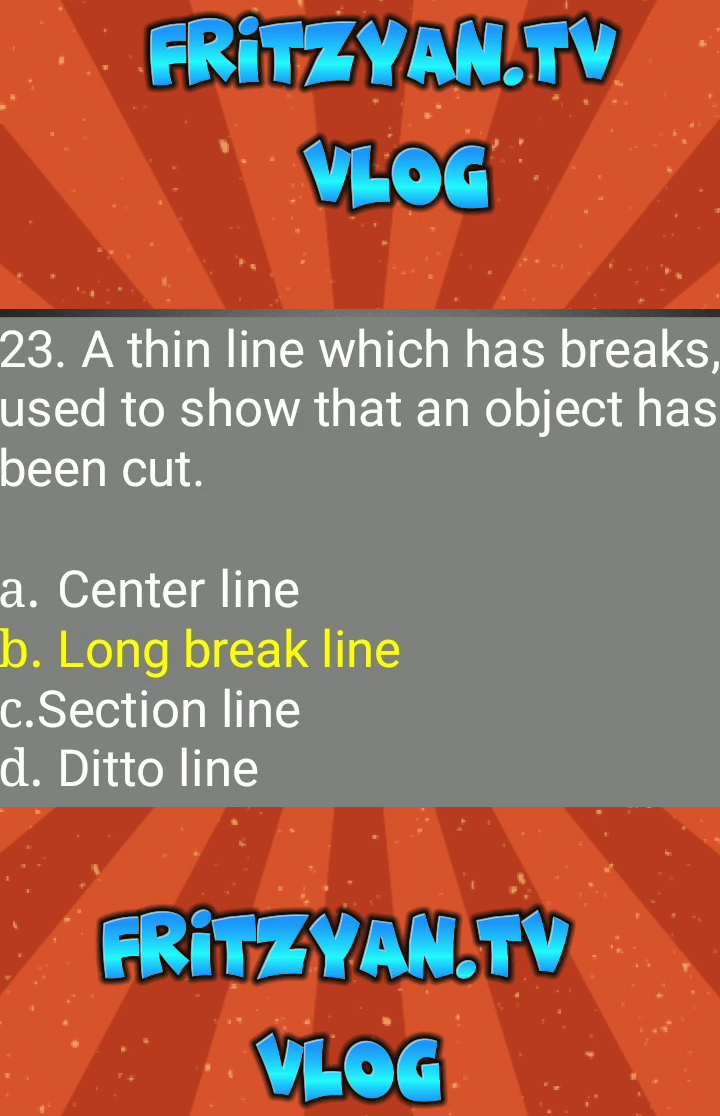 FRiTZYAN.TV
VLOG
23. A thin line which has breaks,
used to show that an object has
been cut.
a. Center line
b. Long break line
c.Section line
d. Ditto line
FRiTZYAN.TV
VLOG